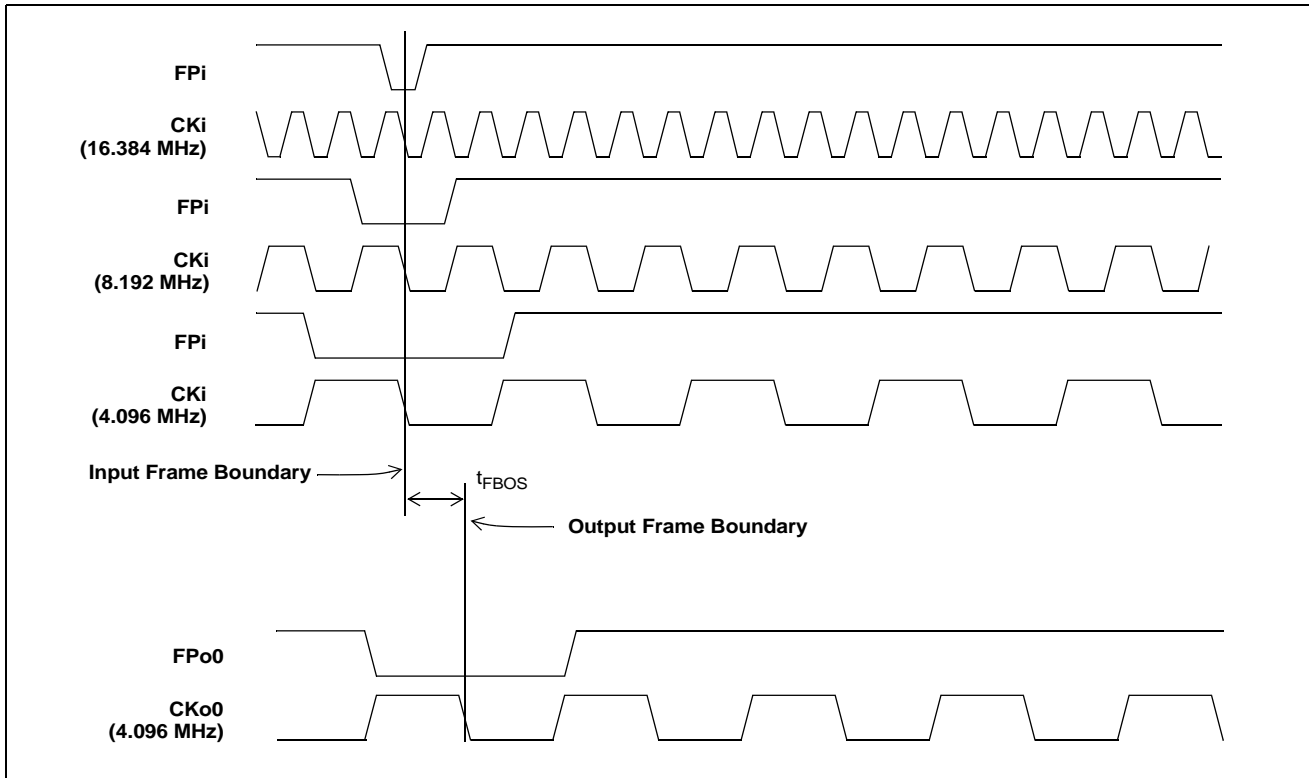 FPi
CKi
(16.384 MHz)
FPi
CKi
(8.192 MHz)
FPi
CKi
(4.096 MHz)
Input Frame Boundary
tFBOS
Output Frame Boundary
FPo0
CKo0
(4.096 MHz)